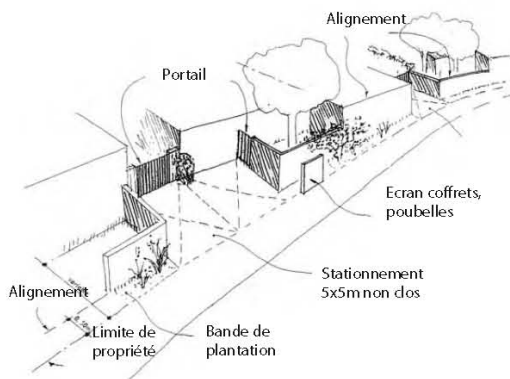 Alignement
Portail
Ecran coffrets,
poubelles
Stationnement
5x5m non clos
Alignement
Limite de
propriété
Bande de
plantation